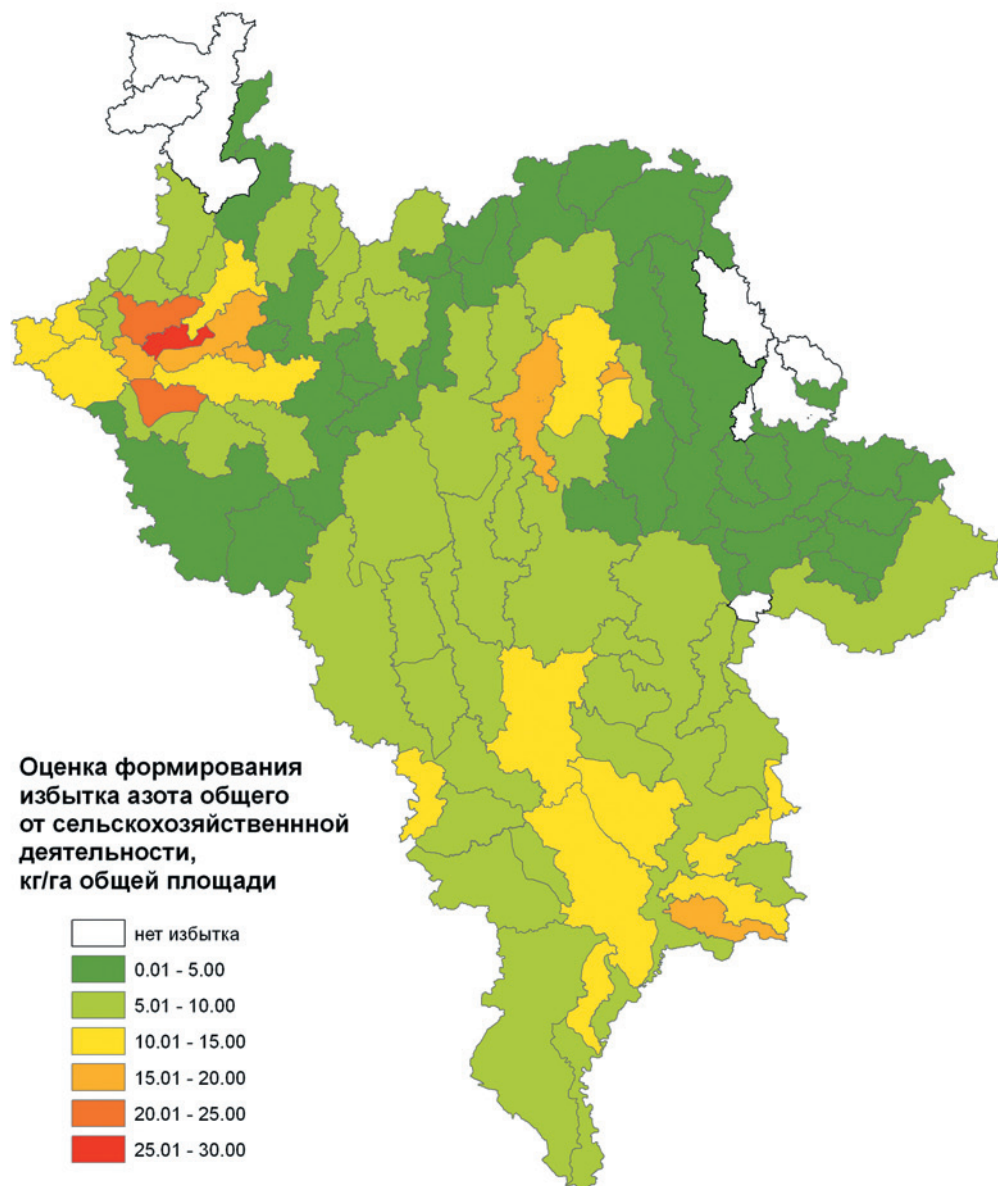 Оценка формирования
избытка азота общего
от сельскохозяйственнной
деятельности,
кг/га общей площади
нет избытка
0.01 - 5.00
5.01 - 10.00
10.01 - 15.00
15.01 - 20.00
20.01 - 25.00
25.01 - 30.00